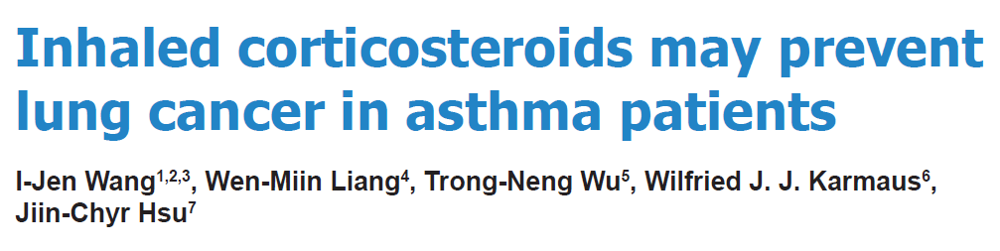 Inhaled corticosteroids may prevent
lung cancer in asthma patients
I-Jen Wang1,2,3, Wen-Miin Liang4, Trong-Neng Wu5, Wilfried J. J. Karmaus6,
Jiin-Chyr Hsu7